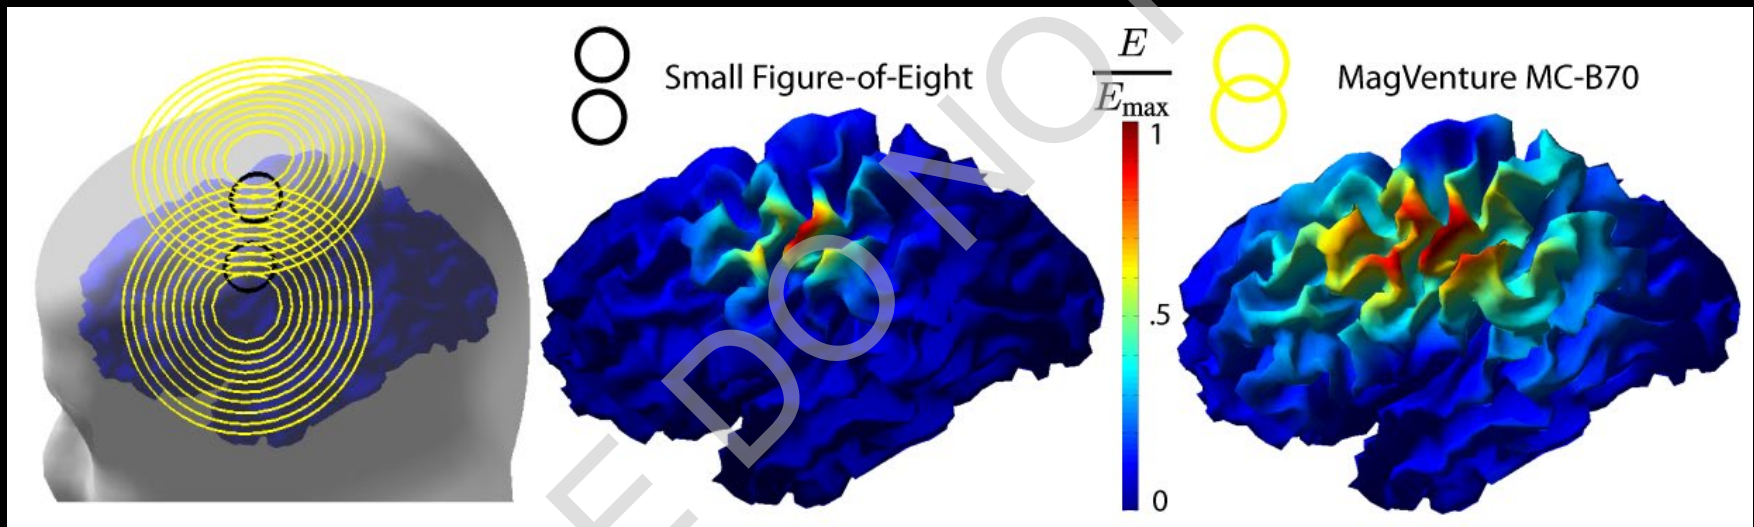 Small Figure-of-Eight
E
Emax
1
.5
0
MagVenture MC-B70
E DO NOT